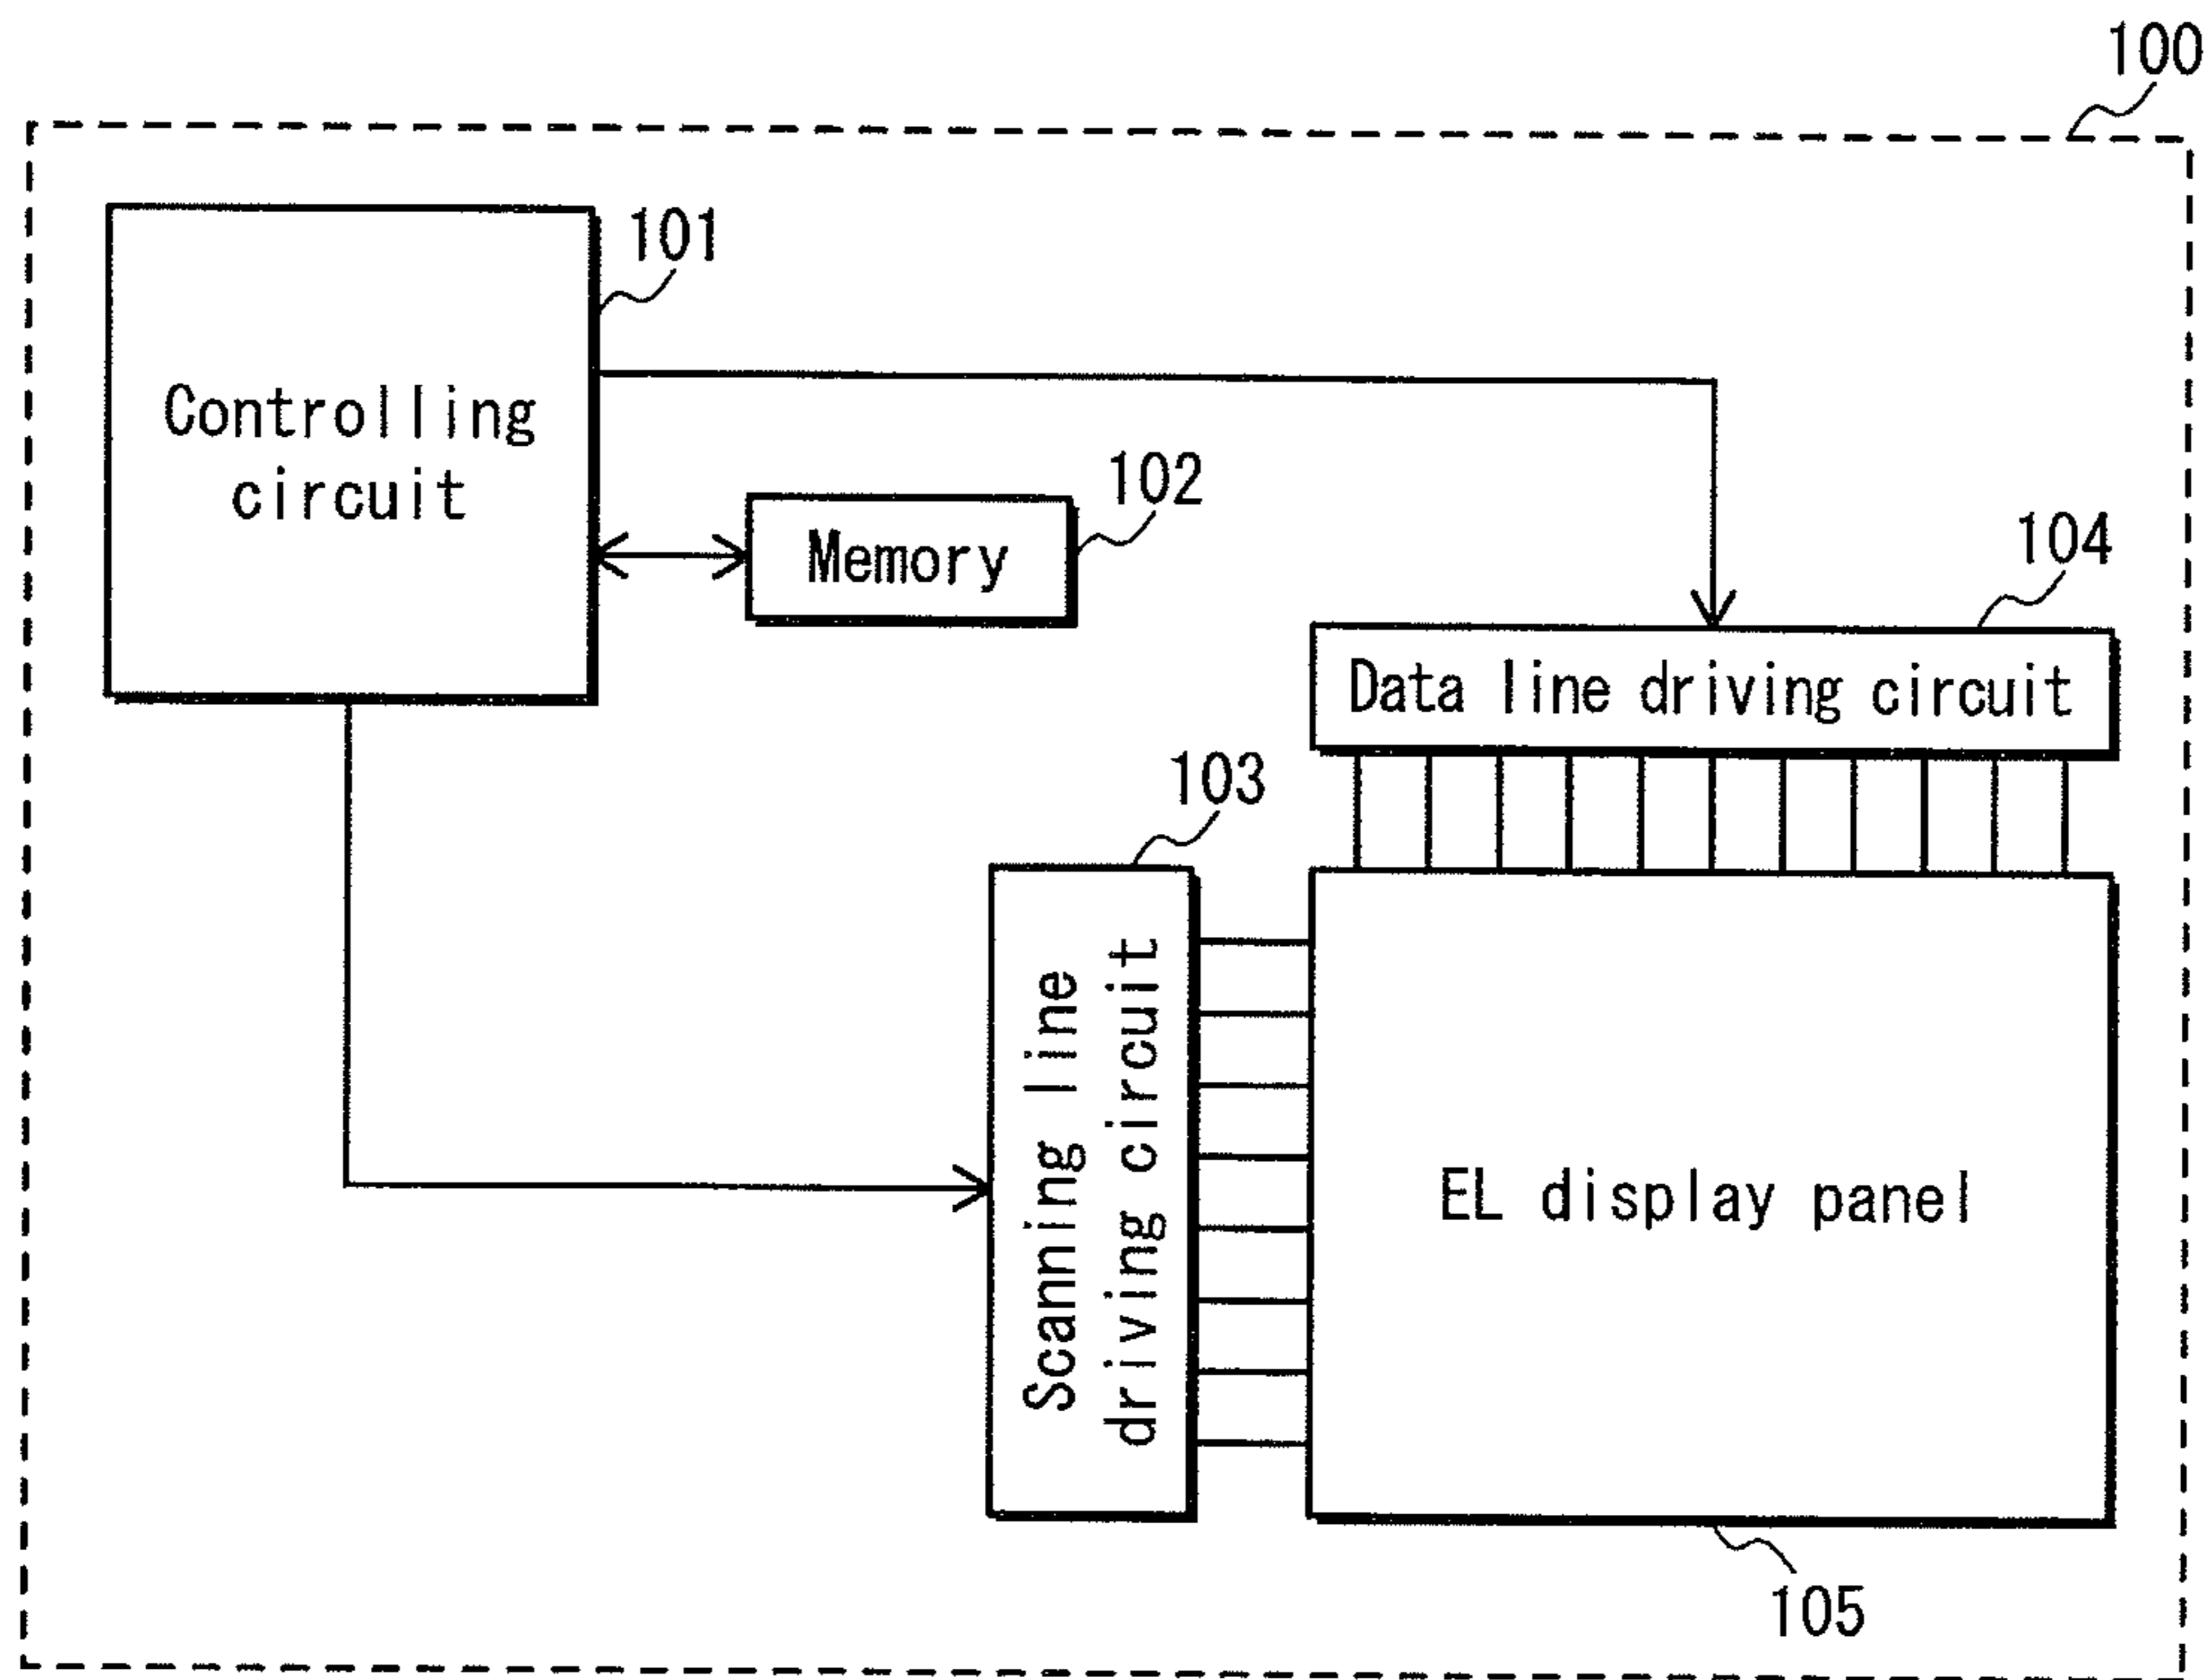 100
101
Controlling
circuit
102
Memory
104
Data line driving circuit
103
Scanning line
driving circuit
EL display panel
105